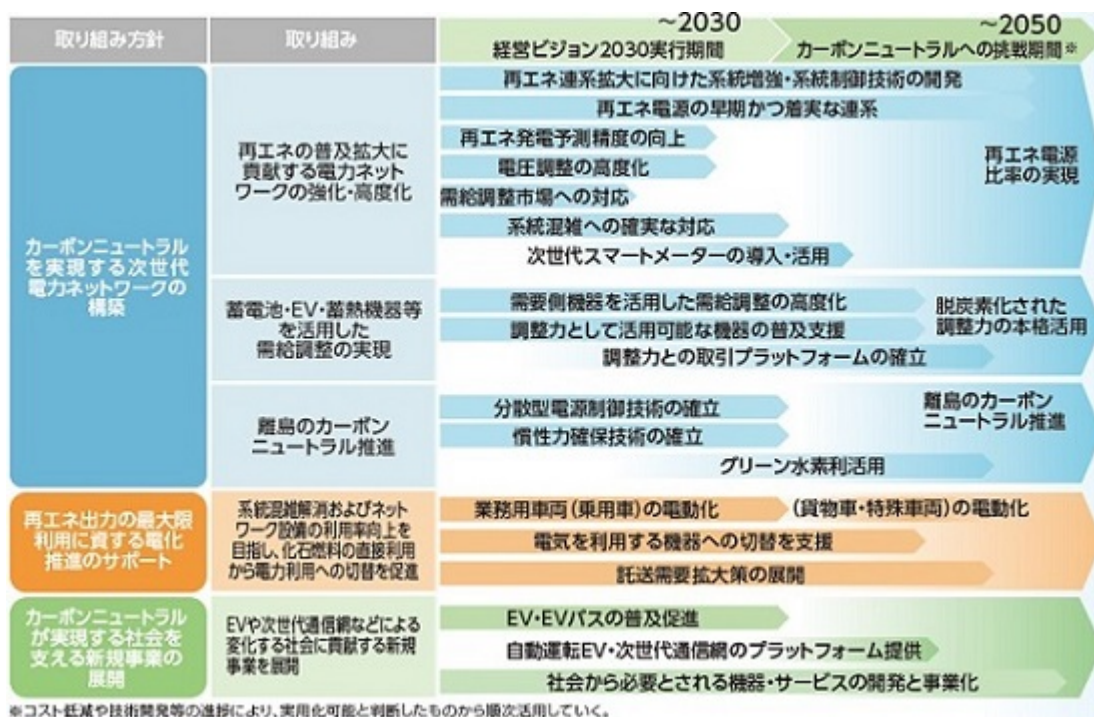 取り組み方針
取り組み
～2030
経営ビジョン2030実行期間
～2050
カーボンニュートラルへの挑戦期間※
カーボンニュートラル
を実現する次世代
電力ネットワークの
構築
再エネの普及拡大に
貢献する電力ネット
ワークの強化・高度化
再エネ連系拡大に向けた系統増強・系統制御技術の開発
再エネ電源の早期かつ着実な連系
再エネ発電予測精度の向上
電圧調整の高度化
需給調整市場への対応
系統混雑への確実な対応
次世代スマートメーターの導入・活用
再エネ電源
比率の実現
蓄電池・EV・蓄熱機器等
を活用した
需給調整の実現
需要側機器を活用した需給調整の高度化
調整力として活用可能な機器の普及支援
調整力との取引プラットフォームの確立
脱炭素化された
調整力の本格活用
離島のカーボン
ニュートラル推進
分散型電源制御技術の確立
慣性力確保技術の確立
グリーン水素利活用
離島のカーボン
ニュートラル推進
再エネ出力の最大限
利用に資する電化
推進のサポート
系統混雑解消およびネット
ワーク設備の利用率向上を
目指し、化石燃料の直接利用
から電力利用への切替を促進
業務用車両(乗用車)の電動化
(貨物車・特殊車両)の電動化
電気を利用する機器への切替を支援
託送需要拡大策の展開
カーボンニュートラル
が実現する社会を
支える新規事業の
展開
EVや次世代通信網などによる
変化する社会に貢献する新規
事業を展開
EV・EVバスの普及促進
自動運転EV・次世代通信網のプラットフォーム提供
社会から必要とされる機器・サービスの開発と事業化
※コスト低減や技術開発等の進捗により、実用化可能と判断したものから順次活用していく。